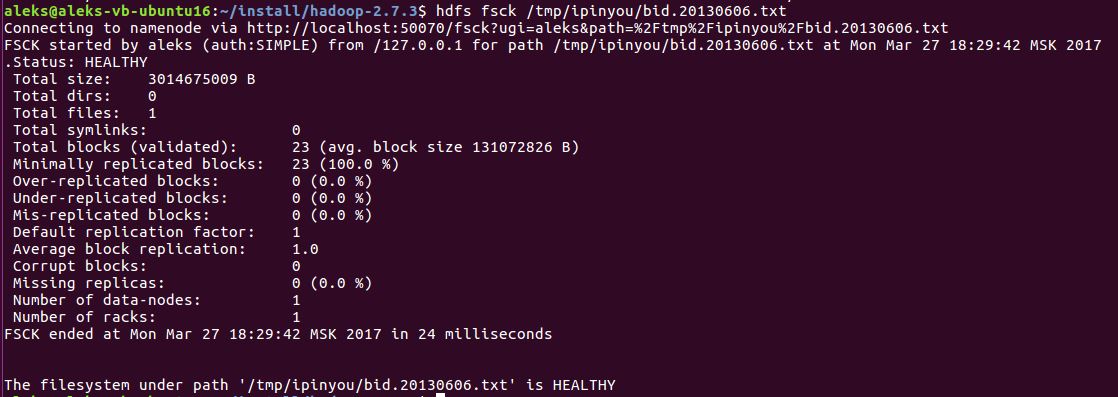 aleks@aleks-vb-ubuntu16:~/install/hadoop-2.7.3$ hdfs fsck /tmp/ipinyou/bid.20130606.txt
Connecting to namenode via http://localhost:50070/fsck?ugi=aleks&path=%2Ftmp%2Fipinyou%2Fbid.20130606.txt
FSCK started by aleks (auth:SIMPLE) from /127.0.0.1 for path /tmp/ipinyou/bid.20130606.txt at Mon Mar 27 18:29:42 MSK 2017
.Status: HEALTHY
 Total size:    3014675009 B
 Total dirs:    0
 Total files:   1
 Total symlinks:                0
 Total blocks (validated):      23 (avg. block size 131072826 B)
 Minimally replicated blocks:   23 (100.0 %)
 Over-replicated blocks:        0 (0.0 %)
 Under-replicated blocks:       0 (0.0 %)
 Mis-replicated blocks:         0 (0.0 %)
 Default replication factor:    1
 Average block replication:     1.0
 Corrupt blocks:                0
 Missing replicas:              0 (0.0 %)
 Number of data-nodes:          1
 Number of racks:               1
FSCK ended at Mon Mar 27 18:29:42 MSK 2017 in 24 milliseconds
The filesystem under path '/tmp/ipinyou/bid.20130606.txt' is HEALTHY